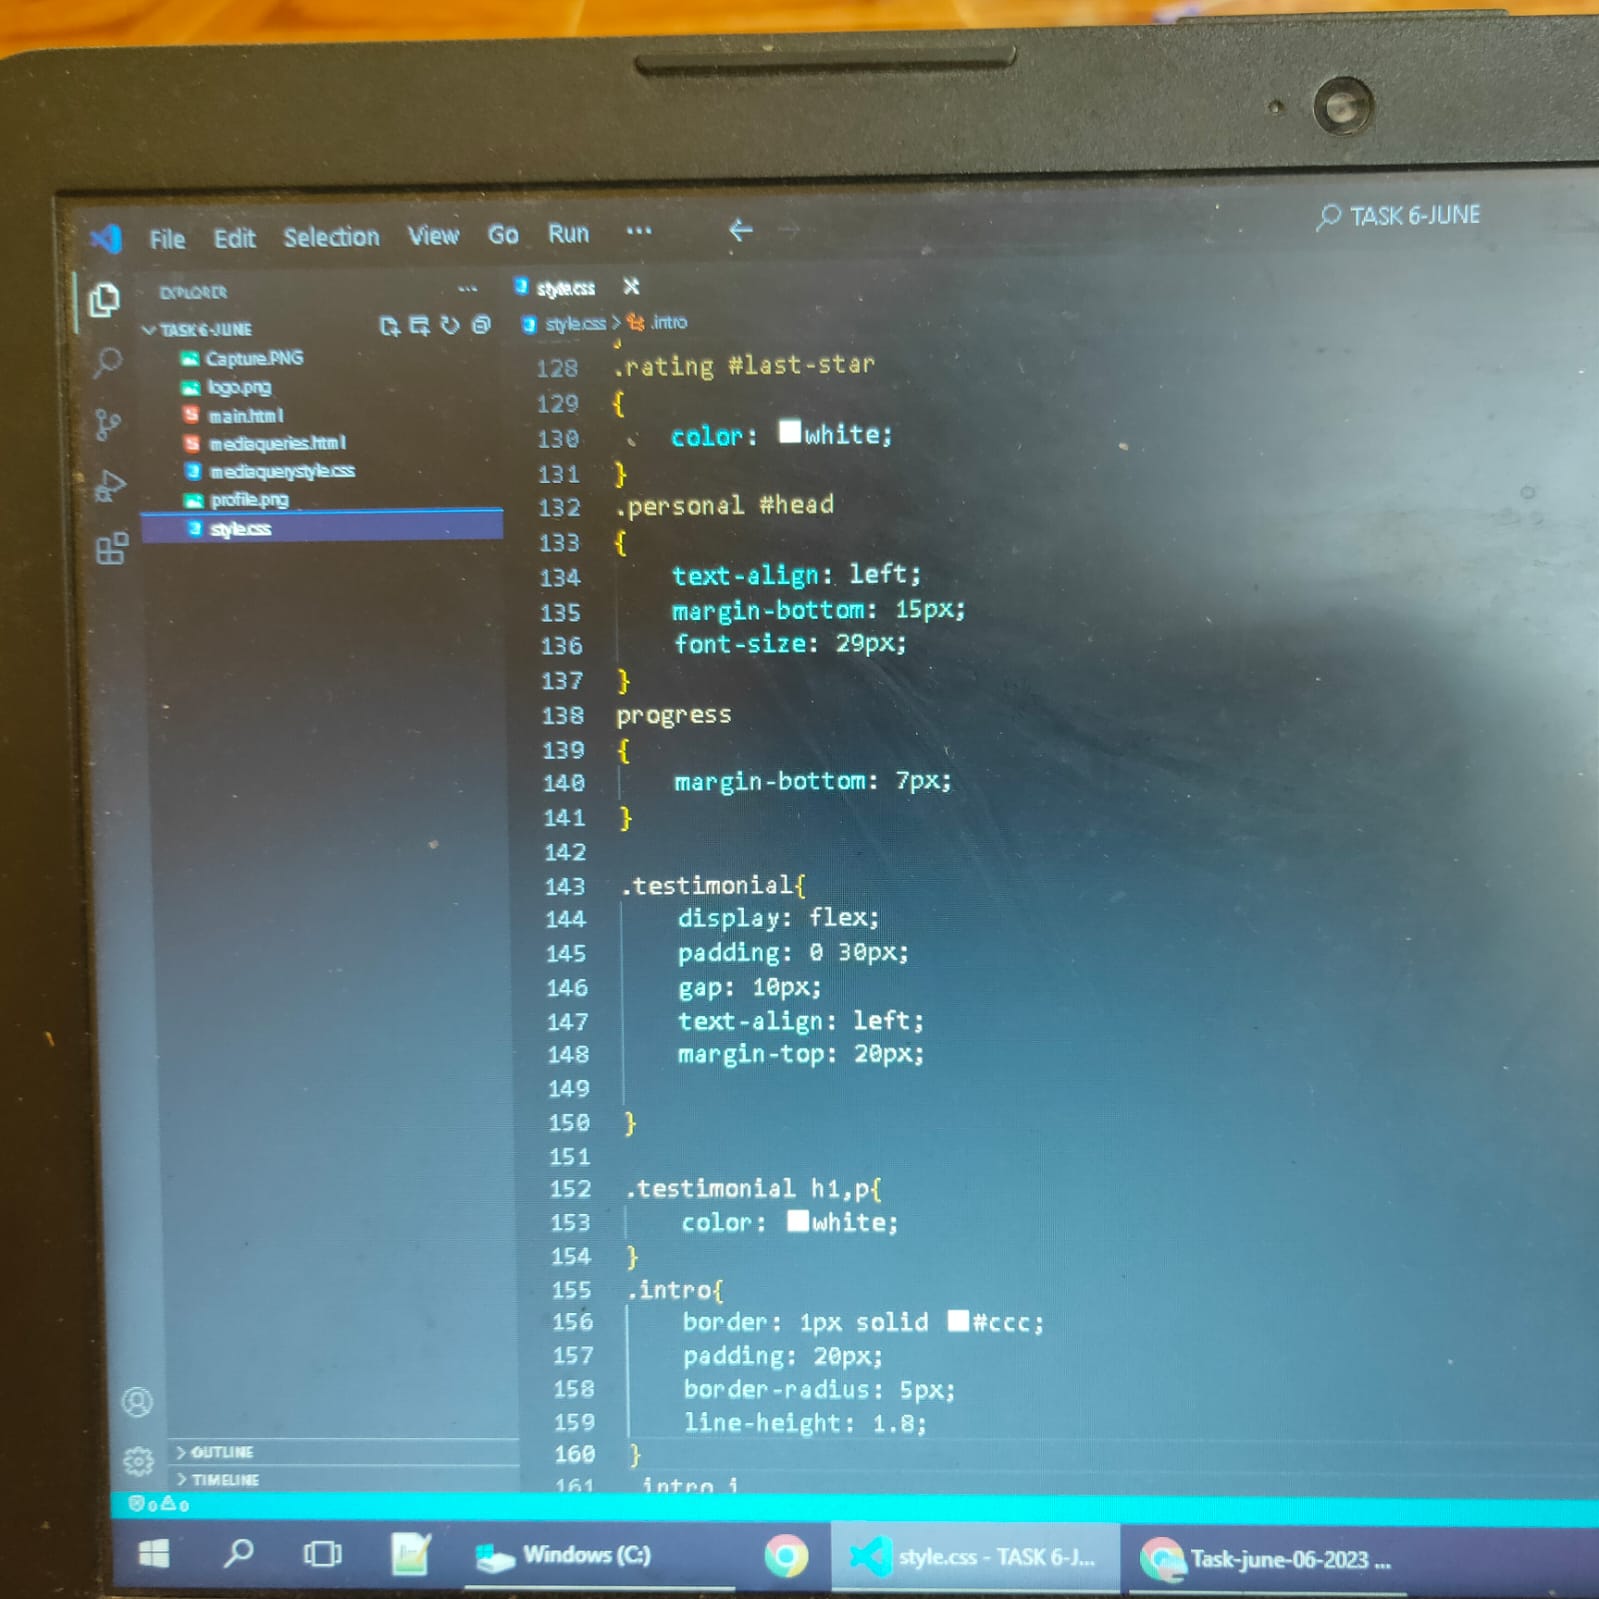 File Edit Selection View Go Run ...
TASK 6-JUNE
EXPLORER
TASK 6-JUNE
Capture.PNG
logo.png
main.html
mediaqueries.html
mediaquerystyle.css
profile.png
style.css
OUTLINE
TIMELINE
style.css
style.css > .intro
128 .rating #last-star
129 {
130 color: white;
131 }
132 .personal #head
133 {
134 text-align: left;
135 margin-bottom: 15px;
136 font-size: 29px;
137 }
138 progress
139 {
140 margin-bottom: 7px;
141 }
142
143 .testimonial{
144 display: flex;
145 padding: 0 30px;
146 gap: 10px;
147 text-align: left;
148 margin-top: 20px;
149
150 }
151
152 .testimonial h1,p{
153 color: white;
154 }
155 .intro{
156 border: 1px solid #ccc;
157 padding: 20px;
158 border-radius: 5px;
159 line-height: 1.8;
160 }
161 .intro i
0 0
Windows (C:)
style.css - TASK 6-J...
Task-june-06-2023 ...